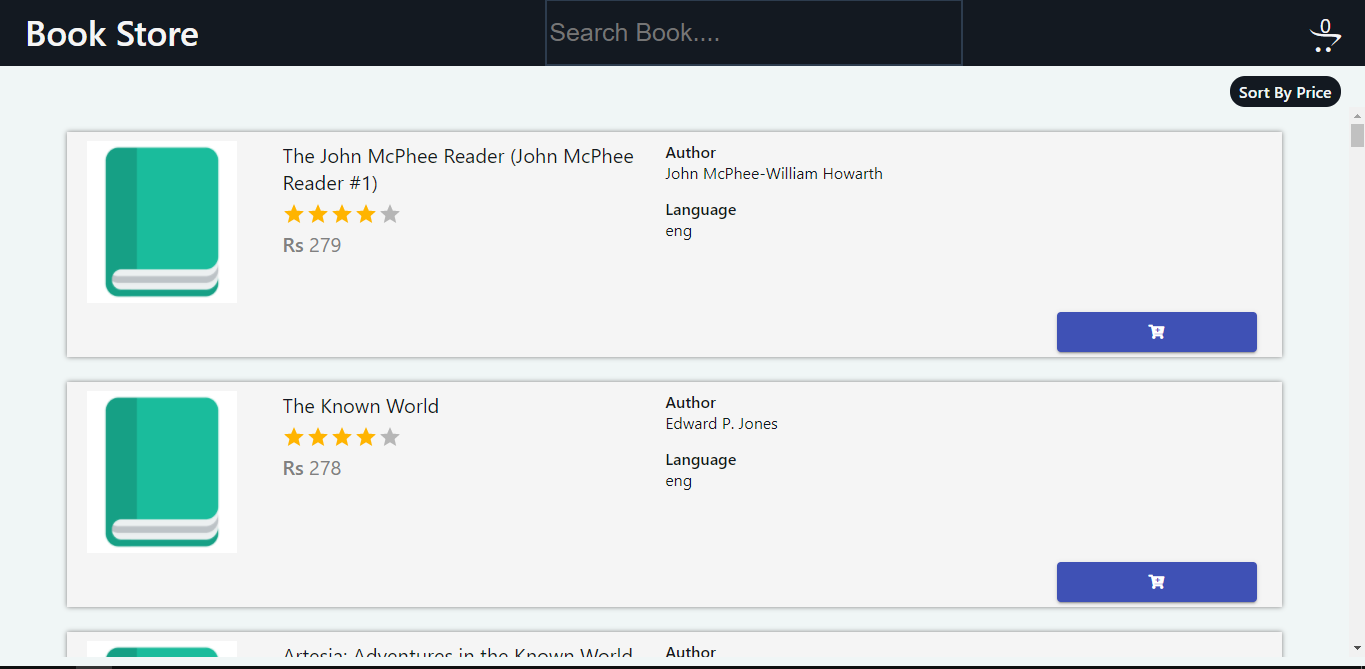 Book Store
Search Book....
0
Sort By Price
The John McPhee Reader (John McPhee
Reader #1)
Rs 279
Author
John McPhee-William Howarth
Language
eng
The Known World
Rs 278
Author
Edward P. Jones
Language
eng
Artesia: Adventures in the Known World
Author